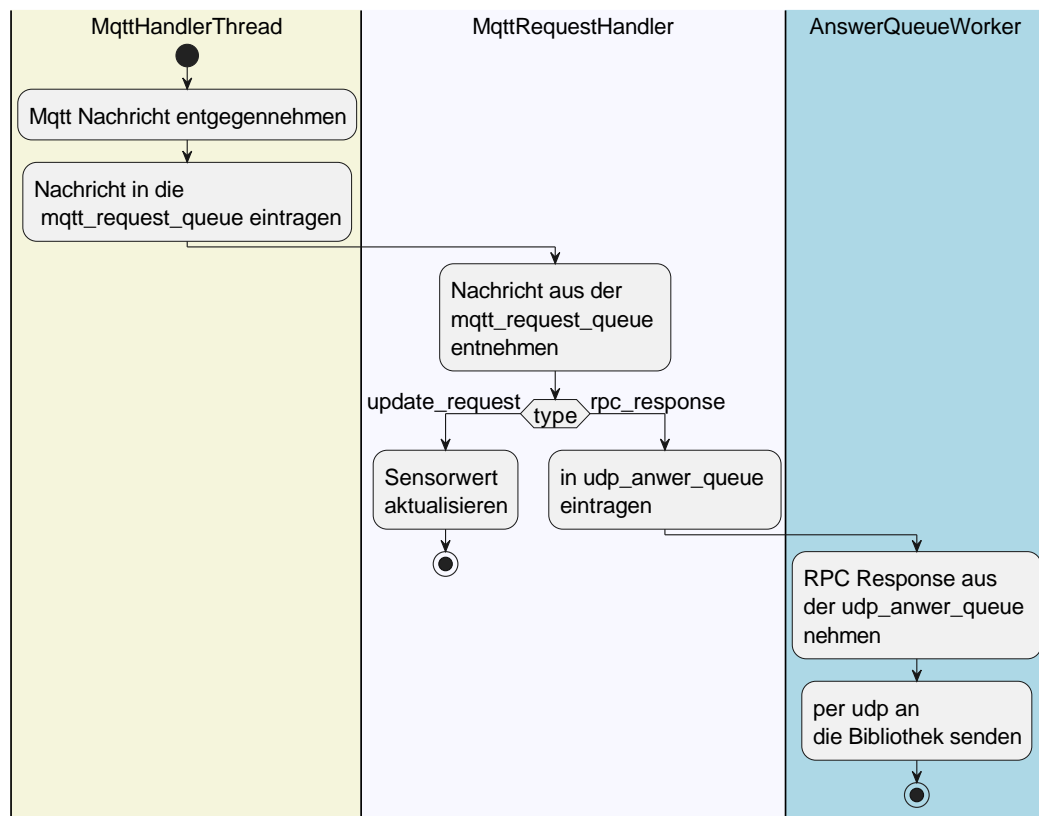 MqttHandlerThread
MqttRequestHandler
AnswerQueueWorker
Mqtt Nachricht entgegennehmen
Nachricht in die
mqtt_request_queue eintragen
Nachricht aus der
mqtt_request_queue
entnehmen
update_request
type
rpc_response
Sensorwert
aktualisieren
in udp_anwer_queue
eintragen
RPC Response aus
der udp_anwer_queue
nehmen
per udp an
die Bibliothek senden